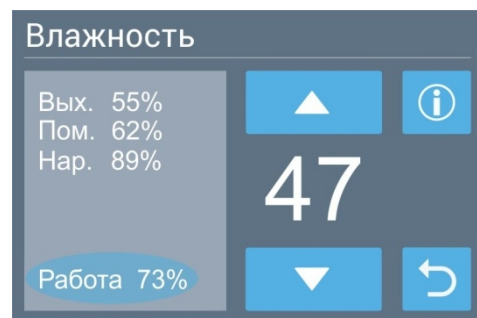 Влажность
Вых. 55%
Пом. 62%
Нар. 89%
47
Работа 73%